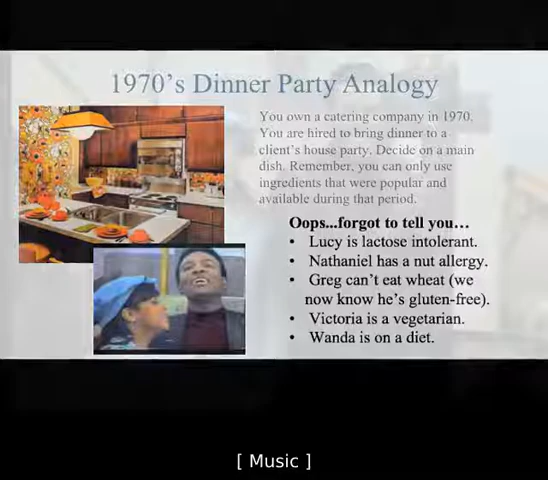 1970's Dinner Party Analogy
You own a catering company in 1970.
You are hired to bring dinner to a
client's house party. Decide on a main
dish. Remember, you can only use
ingredients that were popular and
available during that period.
Oops...forgot to tell you…
• Lucy is lactose intolerant.
• Nathaniel has a nut allergy.
• Greg can't eat wheat (we
now know he's gluten-free).
• Victoria is a vegetarian.
• Wanda is on a diet.
[ Music ]